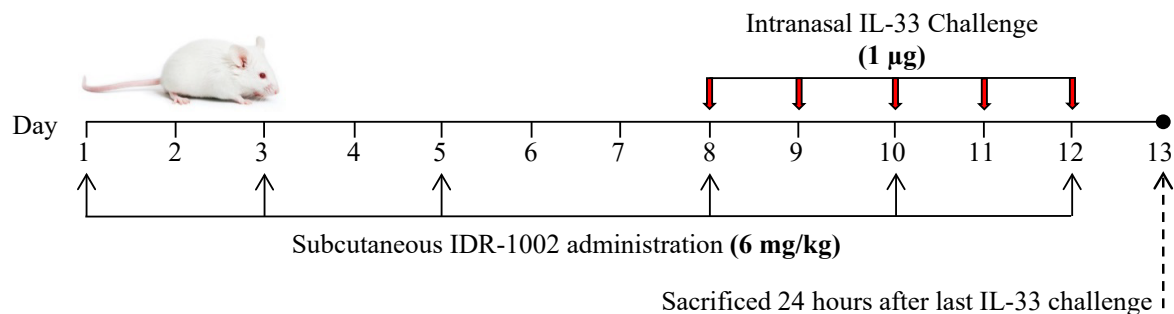 Intranasal IL-33 Challenge
(1 µg)
Day
1 2 3 4 5 6 7 8 9 10 11 12 13
Subcutaneous IDR-1002 administration (6 mg/kg)
Sacrificed 24 hours after last IL-33 challenge